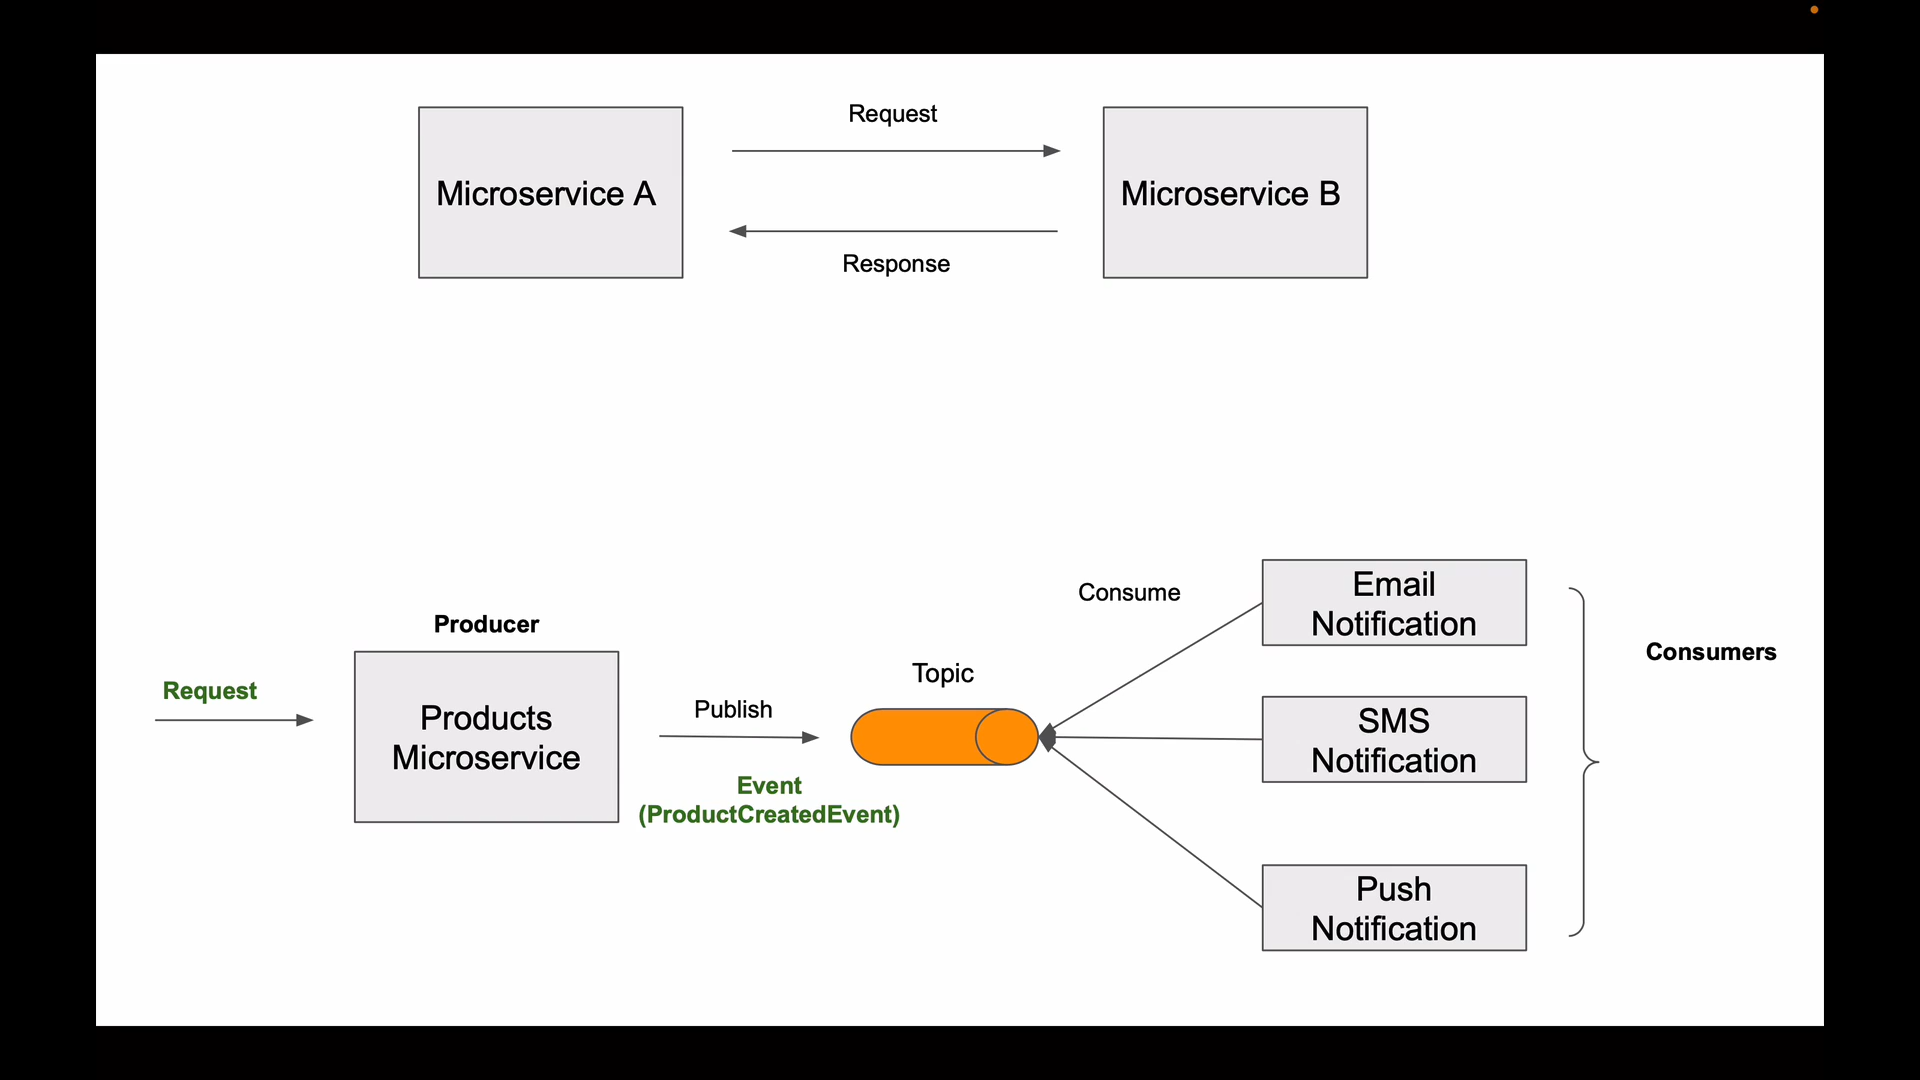 Request
Microservice A
Microservice B
Response
Consume
Email
Notification
Producer
Consumers
Topic
Request
Publish
Products
Microservice
SMS
Notification
Event
(ProductCreatedEvent)
Push
Notification